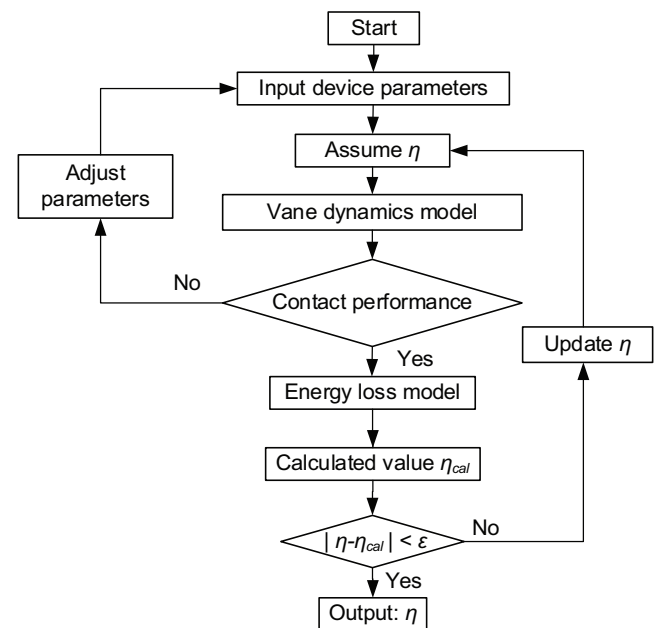 Start
Input device parameters
Assume η
Adjust
parameters
Vane dynamics model
No
Contact performance
Yes
Update η
Energy loss model
Calculated value ηcal
| η-ηcal | < ε
No
Yes
Output: η